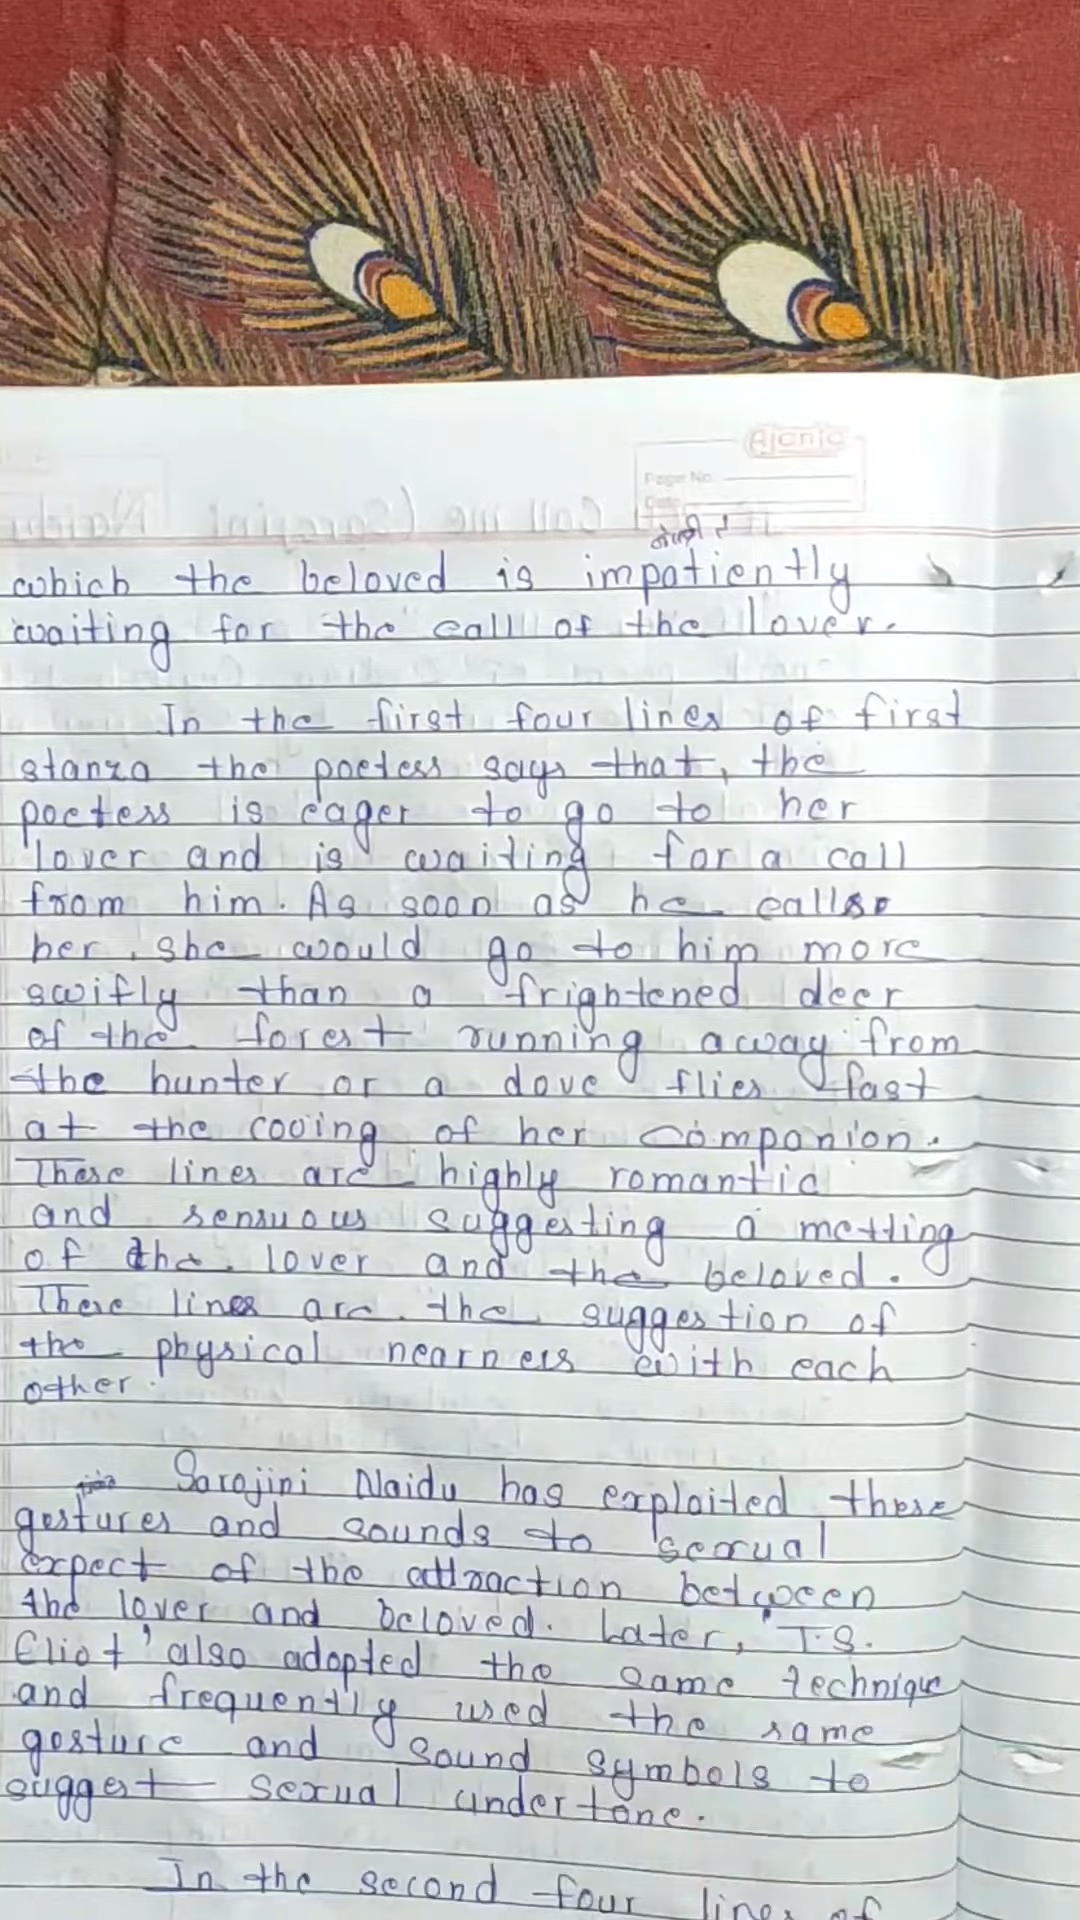 Ajanta
Page No.
Date
which the beloved is impatiently
waiting for the call of the lover.
In the first four lines of first
stanza the poetess says that, the
poetess is eager to go to her
lover and is waiting for a call
from him. As soon as he calls
her, she would go to him more
swifly than a frightened deer
of the forest running away from
the hunter or a dove flies fast
at the cooing of her companion.
These lines are highly romantic
and sensuous suggesting a metting
of the lover and the beloved.
These lines are the suggestion of
the physical nearness with each
other.
Sarojini Naidu has exploited these
gestures and sounds to sexual
expect of the attraction between
the lover and beloved. Later, 'T.S.
Eliot' also adopted the same technique
and frequently used the same
gesture and sound symbols to
suggest sexual undertone.
In the second four lines of